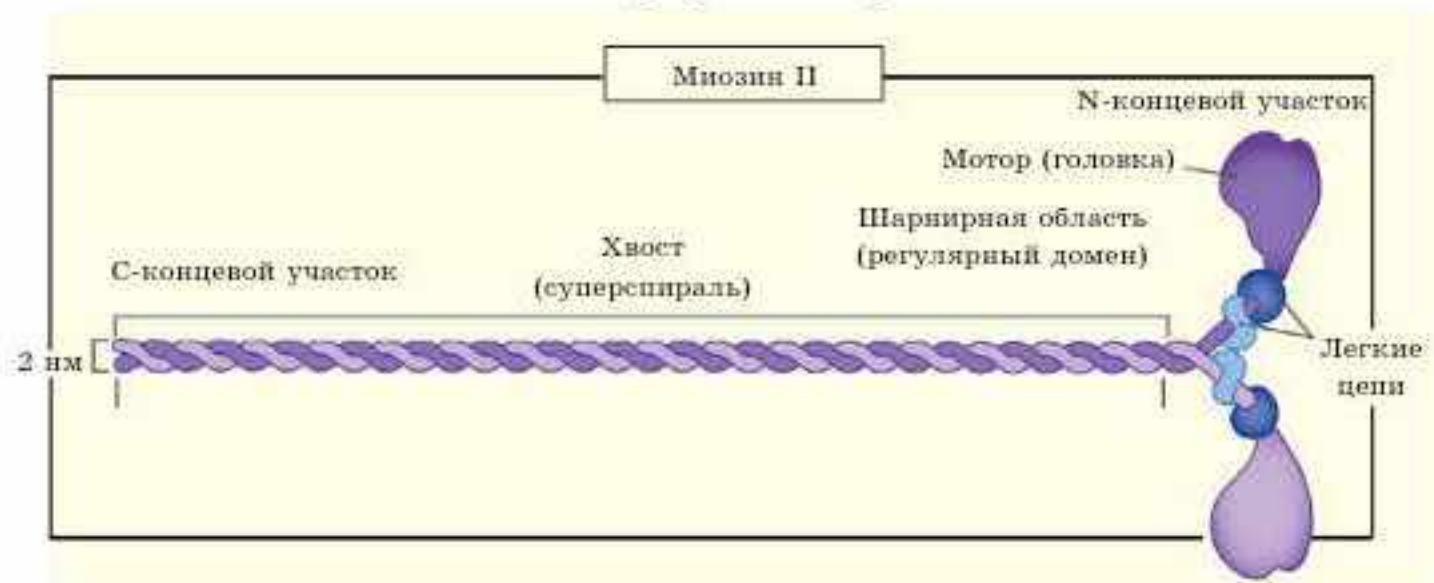 Миозин II
N-концевой участок
Мотор (головка)
Шарнирная область
(регулярный домен)
Хвост
(суперспираль)
С-концевой участок
2 нм
Легкие
цепи